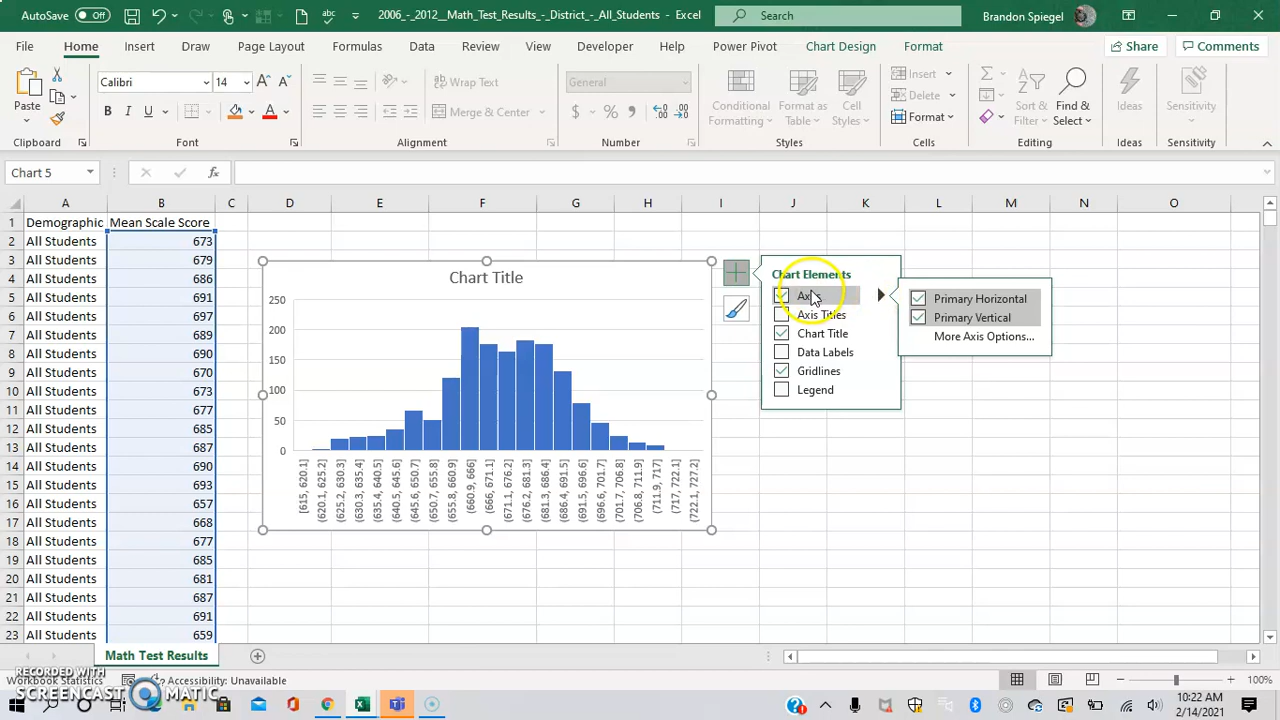 AutoSave Off 2006_-_2012__Math_Test_Results_-_District_-_All_Students - Excel Search Brandon Spiegel
File Home Insert Draw Page Layout Formulas Data Review View Developer Help Power Pivot Chart Design Format Share Comments
Calibri 14 Wrap Text General Insert
Paste Merge & Center Conditional Formatting Format as Table Cell Styles Delete Sort & Filter Find & Select Ideas Sensitivity
Format
Clipboard Font Alignment Number Styles Cells Editing Ideas Sensitivity
Chart 5 fx
A B C D E F G H I J K L M N O
1 Demographic Mean Scale Score
2 All Students 673
3 All Students 679
4 All Students 686
5 All Students 691
6 All Students 697
7 All Students 688
8 All Students 690
9 All Students 670
10 All Students 673
11 All Students 677
12 All Students 685
13 All Students 687
14 All Students 690
15 All Students 693
16 All Students 657
17 All Students 668
18 All Students 677
19 All Students 685
20 All Students 681
21 All Students 687
22 All Students 691
23 All Students 659
Chart Title
250
200
150
100
50
0
[615, 620.1]
(620.1, 625.2]
(625.2, 630.3]
(630.3, 635.4]
(635.4, 640.5]
(640.5, 645.6]
(645.6, 650.7]
(650.7, 655.8]
(655.8, 660.9]
(660.9, 666]
(666, 671.1]
(671.1, 676.2]
(676.2, 681.3]
(681.3, 686.4]
(686.4, 691.5]
(691.5, 696.6]
(696.6, 701.7]
(701.7, 706.8]
(706.8, 711.9]
(711.9, 717]
(717, 722.1]
(722.1, 727.2]
Chart Elements
Axis Titles
Chart Title
Data Labels
Gridlines
Legend
Primary Horizontal
Primary Vertical
More Axis Options...
Math Test Results
RECORDED WITH
SCREENCAST MATIC
Workbook Statistics Accessibility: Unavailable 100%
10:22 AM
2/14/2021